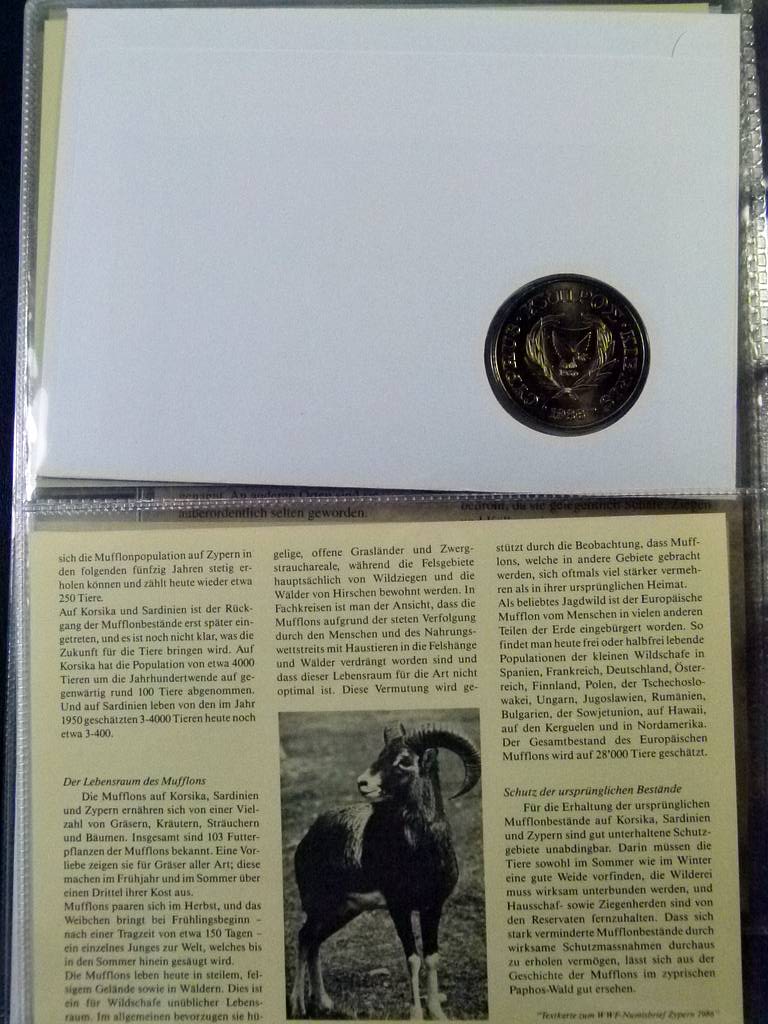 CYPRUS · ΚΥΠΡΟΣ · KIBRIS
außerordentlich selten geworden.
sich die Mufflonpopulation auf Zypern in
den folgenden fünfzig Jahren stetig er-
holen können und zählt heute wieder etwa
250 Tiere.
Auf Korsika und Sardinien ist der Rück-
gang der Mufflonbestände erst später ein-
getreten, und es ist noch nicht klar, was die
Zukunft für die Tiere bringen wird. Auf
Korsika hat die Population von etwa 4000
Tieren um die Jahrhundertwende auf ge-
genwärtig rund 100 Tiere abgenommen.
Und auf Sardinien leben von den im Jahr
1950 geschätzten 3-4000 Tieren heute noch
etwa 3-400.
Der Lebensraum des Mufflons
Die Mufflons auf Korsika, Sardinien
und Zypern ernähren sich von einer Viel-
zahl von Gräsern, Kräutern, Sträuchern
und Bäumen. Insgesamt sind 103 Futter-
pflanzen der Mufflons bekannt. Eine Vor-
liebe zeigen sie für Gräser aller Art; diese
machen im Frühjahr und im Sommer über
einen Drittel ihrer Kost aus.
Mufflons paaren sich im Herbst, und das
Weibchen bringt bei Frühlingsbeginn –
nach einer Tragzeit von etwa 150 Tagen –
ein einzelnes Junges zur Welt, welches bis
in den Sommer hinein gesäugt wird.
Die Mufflons leben heute in steilem, fel-
sigem Gelände sowie in Wäldern. Dies ist
ein für Wildschafe unüblicher Lebens-
raum. Im allgemeinen bevorzugen sie hü-
gelige, offene Grasländer und Zwerg-
strauchareale, während die Felsgebiete
hauptsächlich von Wildziegen und die
Wälder von Hirschen bewohnt werden. In
Fachkreisen ist man der Ansicht, dass die
Mufflons aufgrund der steten Verfolgung
durch den Menschen und des Nahrungs-
wettstreits mit Haustieren in die Felshänge
und Wälder verdrängt worden sind und
dass dieser Lebensraum für die Art nicht
optimal ist. Diese Vermutung wird ge-
stützt durch die Beobachtung, dass Muff-
lons, welche in andere Gebiete gebracht
werden, sich oftmals viel stärker vermeh-
ren als in ihrer ursprünglichen Heimat.
Als beliebtes Jagdwild ist der Europäische
Mufflon vom Menschen in vielen anderen
Teilen der Erde eingebürgert worden. So
findet man heute frei oder halbfrei lebende
Populationen der kleinen Wildschafe in
Spanien, Frankreich, Deutschland, Öster-
reich, Finnland, Polen, der Tschechoslo-
wakei, Ungarn, Jugoslawien, Rumänien,
Bulgarien, der Sowjetunion, auf Hawaii,
auf den Kerguelen und in Nordamerika.
Der Gesamtbestand des Europäischen
Mufflons wird auf 28'000 Tiere geschätzt.
Schutz der ursprünglichen Bestände
Für die Erhaltung der ursprünglichen
Mufflonbestände auf Korsika, Sardinien
und Zypern sind gut unterhaltene Schutz-
gebiete unabdingbar. Darin müssen die
Tiere sowohl im Sommer wie im Winter
eine gute Weide vorfinden, die Wilderei
muss wirksam unterbunden werden, und
Hausschaf- sowie Ziegenherden sind von
den Reservaten fernzuhalten. Dass sich
stark verminderte Mufflonbestände durch
wirksame Schutzmassnahmen durchaus
zu erholen vermögen, lässt sich aus der
Geschichte der Mufflons im zyprischen
Paphos-Wald gut ersehen.
"Textkarte zum WWF-Numisbrief Zypern 1986"